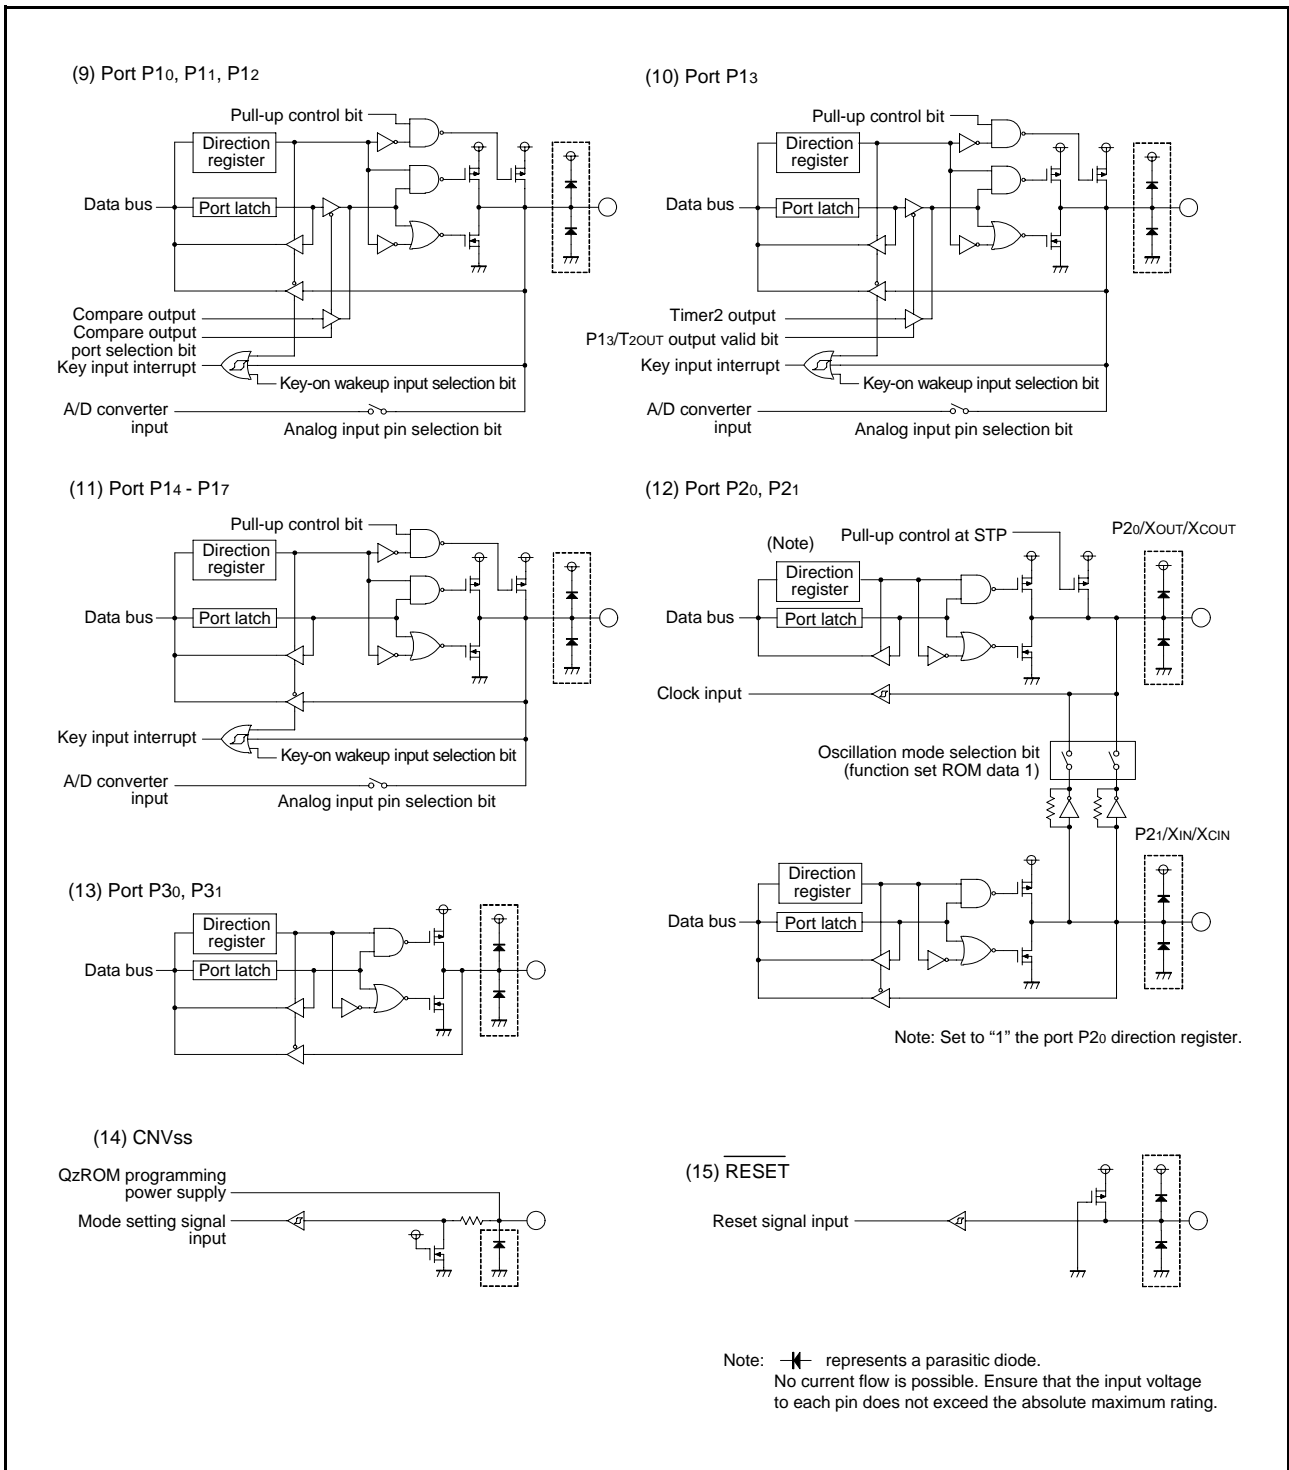 (9) Port P10, P11, P12
Pull-up control bit
Direction
register
Data bus
Port latch
Compare output
Compare output
port selection bit
Key input interrupt
Key-on wakeup input selection bit
A/D converter
input
Analog input pin selection bit
(10) Port P13
Pull-up control bit
Direction
register
Data bus
Port latch
Timer2 output
P13/T2OUT output valid bit
Key input interrupt
Key-on wakeup input selection bit
A/D converter
input
Analog input pin selection bit
(11) Port P14 - P17
Pull-up control bit
Direction
register
Data bus
Port latch
Key input interrupt
Key-on wakeup input selection bit
A/D converter
input
Analog input pin selection bit
(12) Port P20, P21
(Note)
Pull-up control at STP
P20/XOUT/XCOUT
Direction
register
Data bus
Port latch
Clock input
Oscillation mode selection bit
(function set ROM data 1)
P21/XIN/XCIN
Direction
register
Data bus
Port latch
Note: Set to “1” the port P20 direction register.
(13) Port P30, P31
Direction
register
Data bus
Port latch
(14) CNVss
QzROM programming
power supply
Mode setting signal
input
(15) RESET
Reset signal input
Note: represents a parasitic diode.
No current flow is possible. Ensure that the input voltage
to each pin does not exceed the absolute maximum rating.